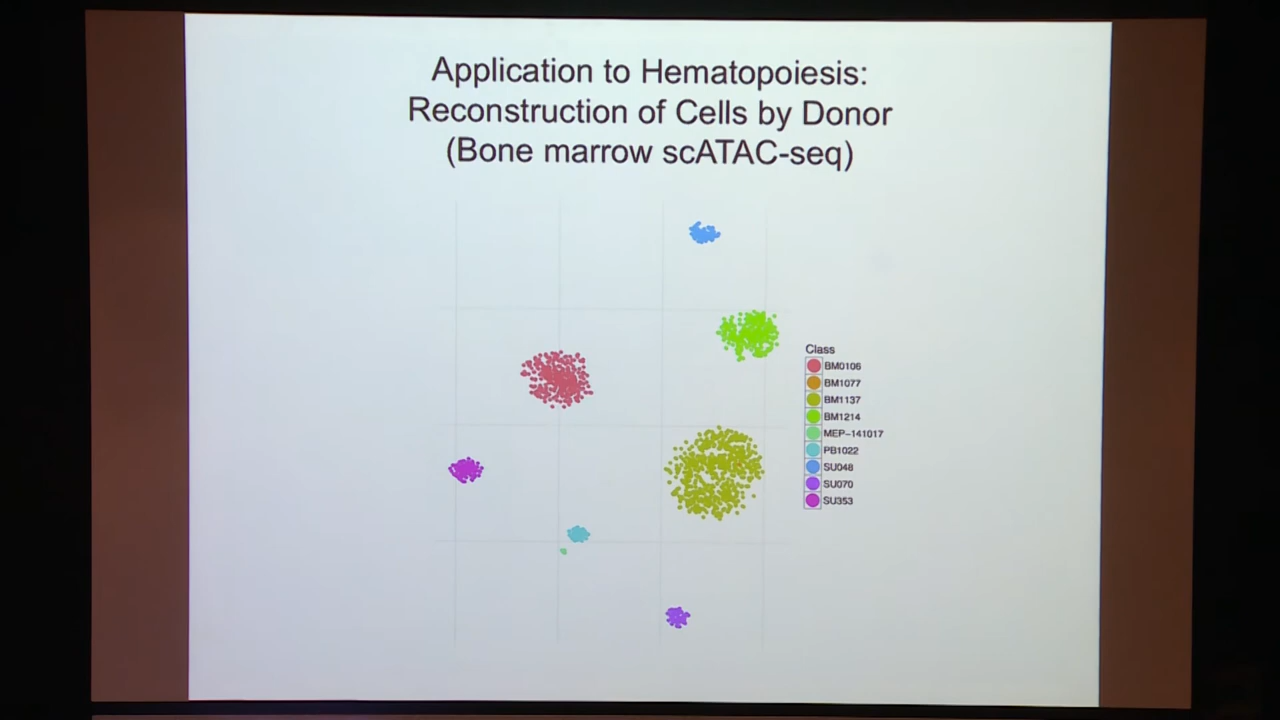 Application to Hematopoiesis:
Reconstruction of Cells by Donor
(Bone marrow scATAC-seq)
Class
BM0106
BM1077
BM1137
BM1214
MEP-141017
PB1022
SU048
SU070
SU353